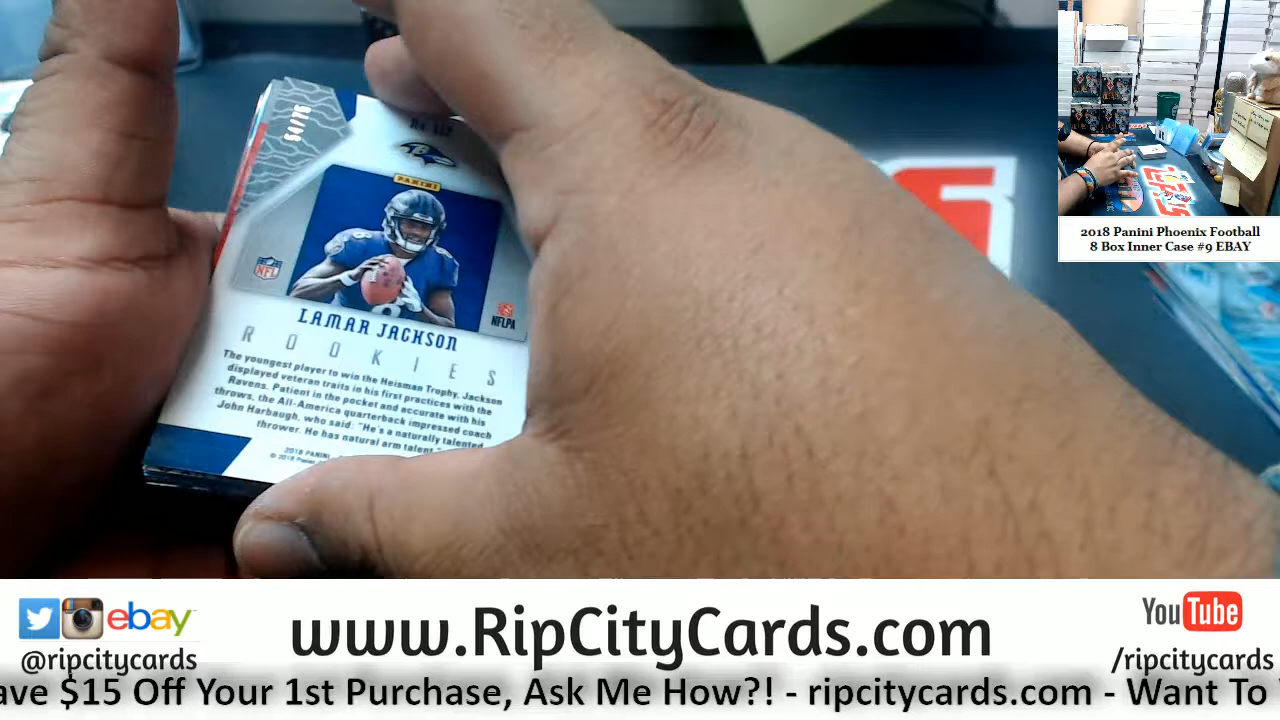 PANINI
NFL
NFLPA
LAMAR JACKSON
ROOKIES
The youngest player to win the Heisman Trophy, Jackson
displayed veteran traits in his first practices with the
Ravens. Patient in the pocket and accurate with his
throws, the All-America quarterback impressed coach
John Harbaugh, who said: "He's a naturally talented
thrower. He has natural arm talent."
2018 PANINI
2018 Panini Phoenix Football
8 Box Inner Case #9 EBAY
ebay
@ripcitycards
www.RipCityCards.com
YouTube
/ripcitycards
ave $15 Off Your 1st Purchase, Ask Me How?! - ripcitycards.com - Want To